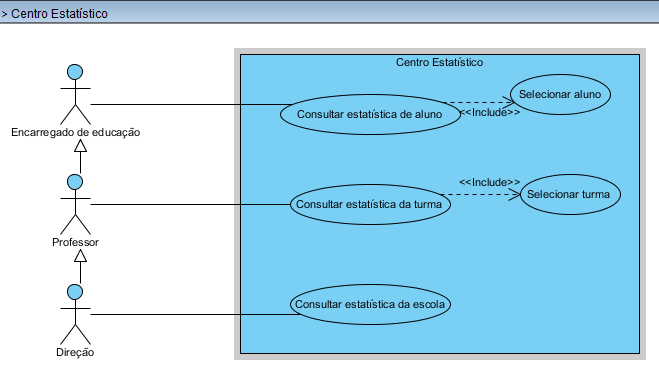 > Centro Estatístico
Centro Estatístico
Selecionar aluno
Consultar estatística de aluno
<<Include>>
Encarregado de educação
<<Include>>
Selecionar turma
Consultar estatística da turma
Professor
Consultar estatística da escola
Direção